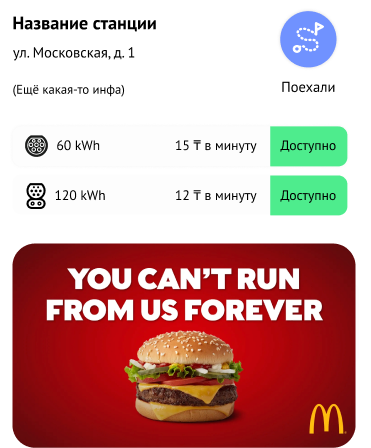 Название станции
ул. Московская, д. 1
(Ещё какая-то инфа)
Поехали
60 kWh 15 ₸ в минуту Доступно
120 kWh 12 ₸ в минуту Доступно
YOU CAN'T RUN
FROM US FOREVER